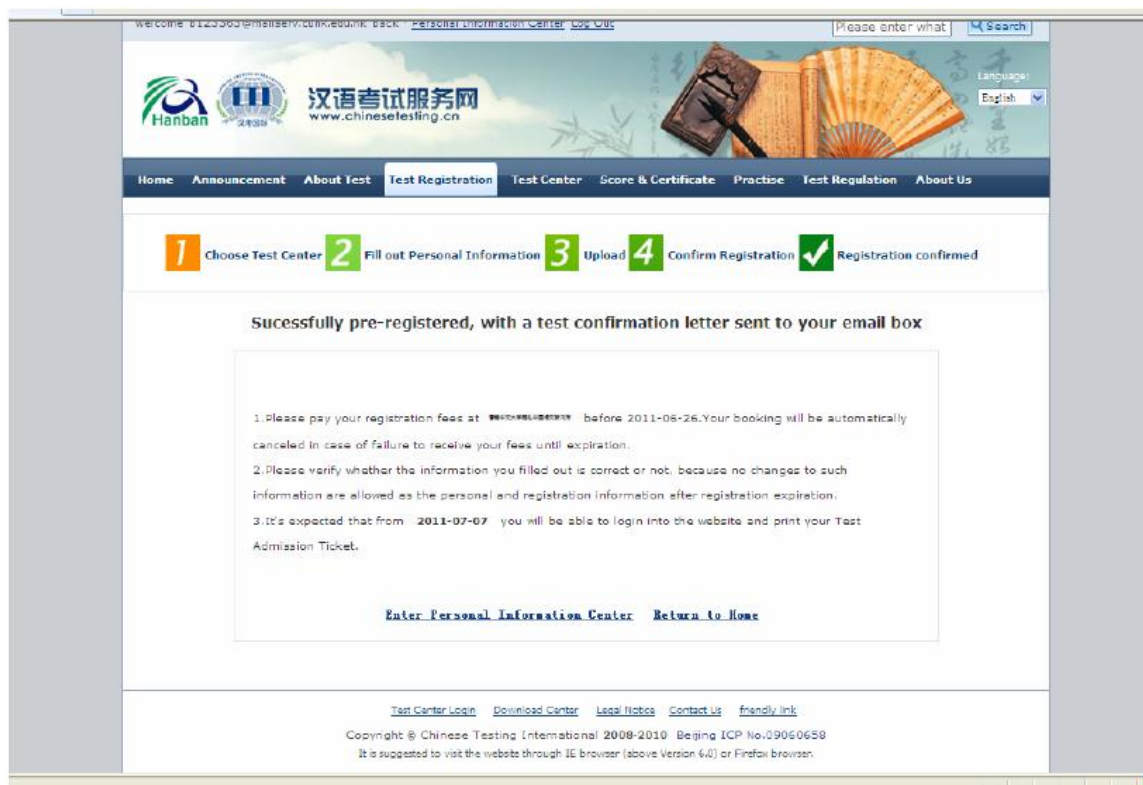 Personal Information Center Log Out
Please enter what Search
Language:
English
Hanban
汉语考试服务网
www.chinesetesting.cn
Home Announcement About Test Test Registration Test Center Score & Certificate Practise Test Regulation About Us
1 Choose Test Center 2 Fill out Personal Information 3 Upload 4 Confirm Registration Registration confirmed
Sucessfully pre-registered, with a test confirmation letter sent to your email box
1.Please pay your registration fees at before 2011-06-26.Your booking will be automatically
canceled in case of failure to receive your fees until expiration.
2.Please verify whether the information you filled out is correct or not, because no changes to such
information are allowed as the personal and registration information after registration expiration.
3.It's expected that from 2011-07-07 you will be able to login into the website and print your Test
Admission Ticket.
Enter Personal Information Center Return to Home
Test Center Login Download Center Legal Notice Contact Us friendly link
Copyright © Chinese Testing International 2008-2010 Beijing ICP No.09060658
It is suggested to visit the website through IE browser (above Version 6.0) or Firefox browser.